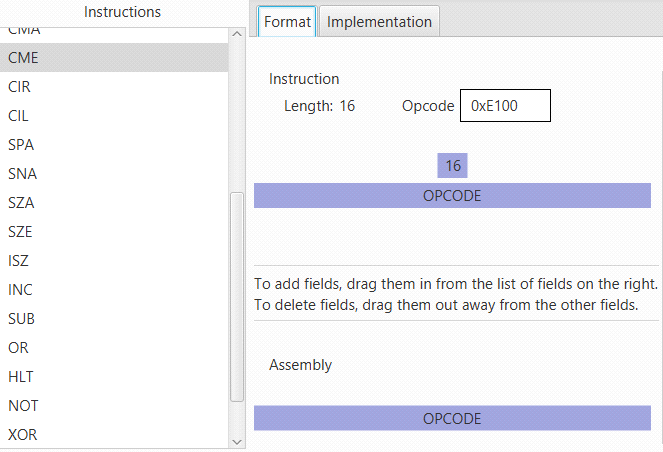 Instructions
CMA
CME
CIR
CIL
SPA
SNA
SZA
SZE
ISZ
INC
SUB
OR
HLT
NOT
XOR
Format Implementation
Instruction
Length: 16 Opcode 0xE100
16
OPCODE
To add fields, drag them in from the list of fields on the right.
To delete fields, drag them out away from the other fields.
Assembly
OPCODE